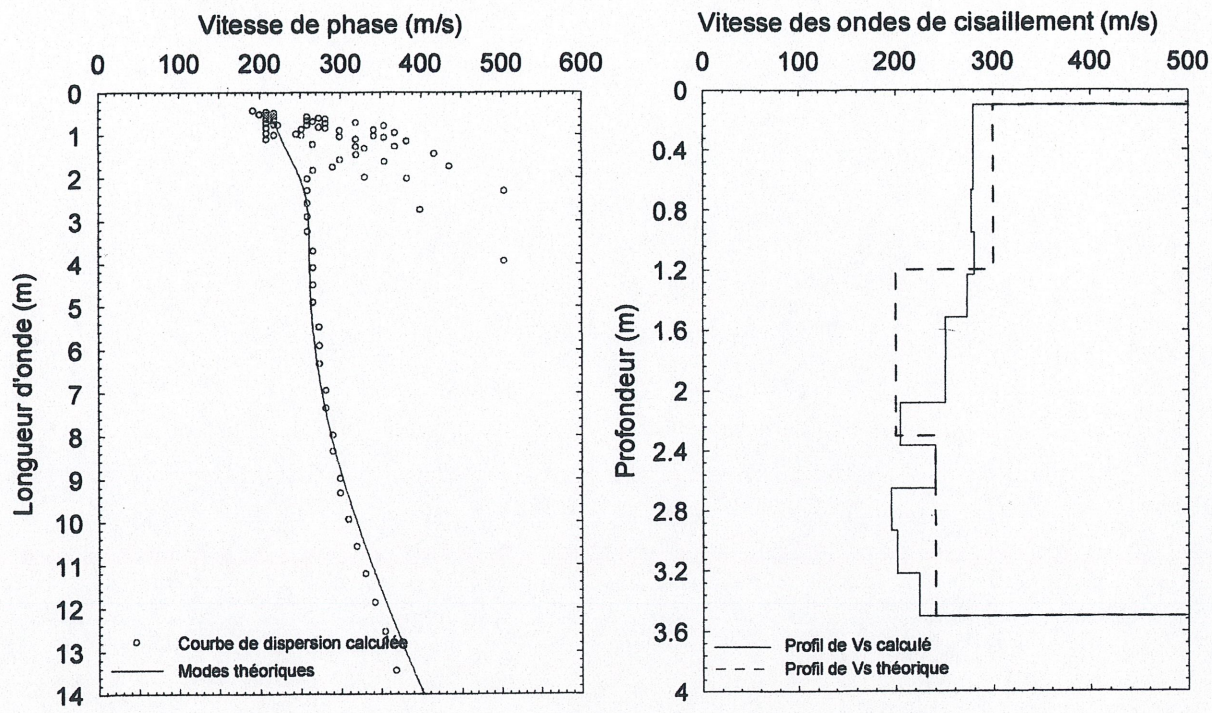 Vitesse de phase (m/s)
0 100 200 300 400 500 600
Longueur d'onde (m)
0
1
2
3
4
5
6
7
8
9
10
11
12
13
14
Courbe de dispersion calculée
Modes théoriques
Vitesse des ondes de cisaillement (m/s)
0 100 200 300 400 500
Profondeur (m)
0
0.4
0.8
1.2
1.6
2
2.4
2.8
3.2
3.6
4
Profil de Vs calculé
Profil de Vs théorique